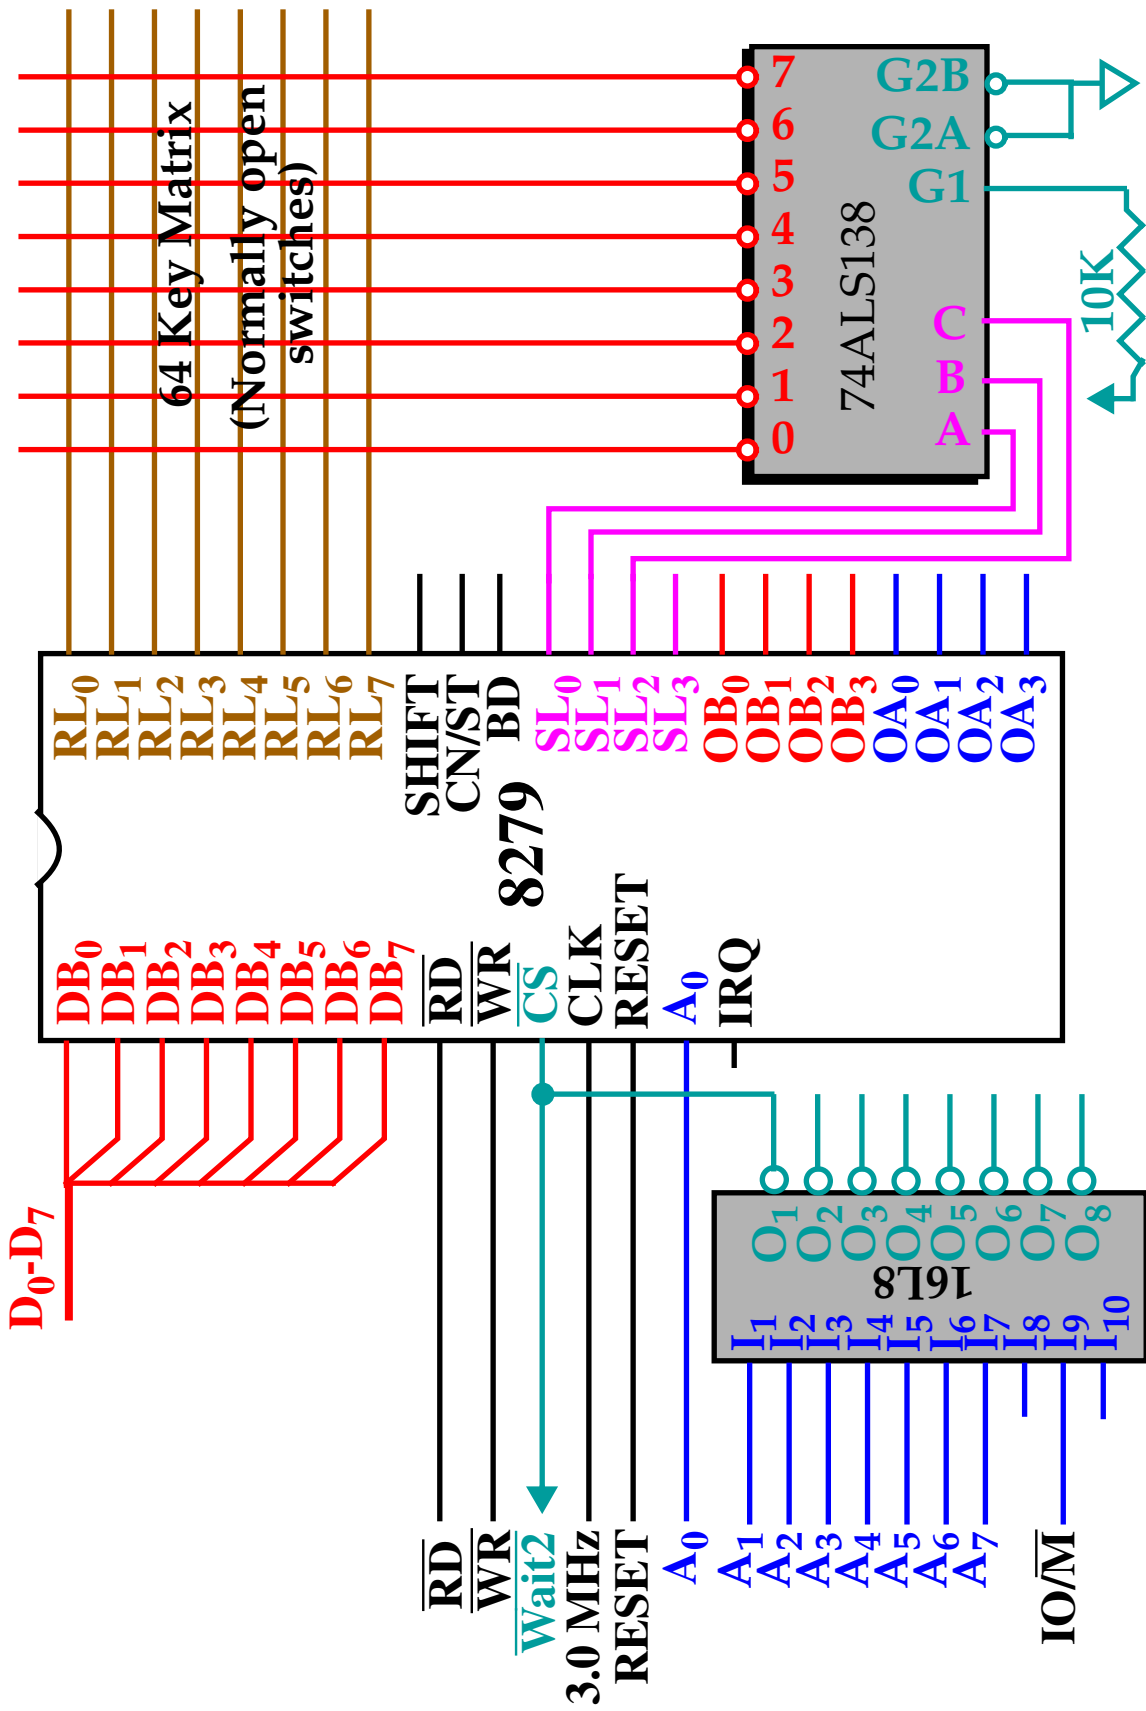 64 Key Matrix
(Normally open
switches)
7
6
5
4
3
2
1
0
74ALS138
G2B
G2A
G1
C
B
A
10K
RL0
RL1
RL2
RL3
RL4
RL5
RL6
RL7
SHIFT
CN/ST
BD
SL0
SL1
SL2
SL3
OB0
OB1
OB2
OB3
OA0
OA1
OA2
OA3
8279
DB0
DB1
DB2
DB3
DB4
DB5
DB6
DB7
RD
WR
CS
CLK
RESET
A0
IRQ
D0-D7
O1
O2
O3
O4
O5
O6
O7
O8
16L8
I1
I2
I3
I4
I5
I6
I7
I8
I9
I10
RD
WR
Wait2
3.0 MHz
RESET
A0
A1
A2
A3
A4
A5
A6
A7
IO/M